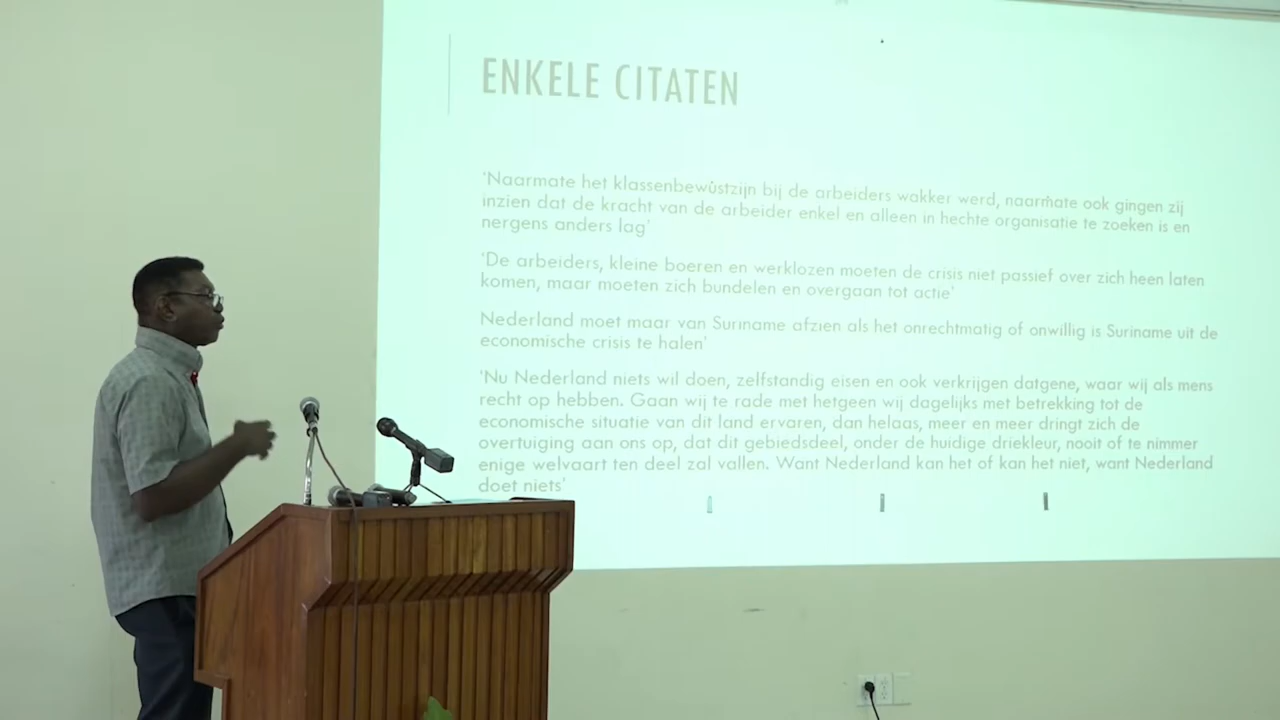 ENKELE CITATEN
'Naarmate het klassenbewustzijn bij de arbeiders wakker werd, naarmate ook gingen zij
inzien dat de kracht van de arbeider enkel en alleen in hechte organisatie te zoeken is en
nergens anders lag'
'De arbeiders, kleine boeren en werklozen moeten de crisis niet passief over zich heen laten
komen, maar moeten zich bundelen en overgaan tot actie'
Nederland moet maar van Suriname afzien als het onrechtmatig of onwillig is Suriname uit de
economische crisis te halen'
'Nu Nederland niets wil doen, zelfstandig eisen en ook verkrijgen datgene, waar wij als mens
recht op hebben. Gaan wij te rade met hetgeen wij dagelijks met betrekking tot de
economische situatie van dit land ervaren, dan helaas, meer en meer dringt zich de
overtuiging aan ons op, dat dit gebiedsdeel, onder de huidige driekleur, nooit of te nimmer
enige welvaart ten deel zal vallen. Want Nederland kan het of kan het niet, want Nederland
doet niets'